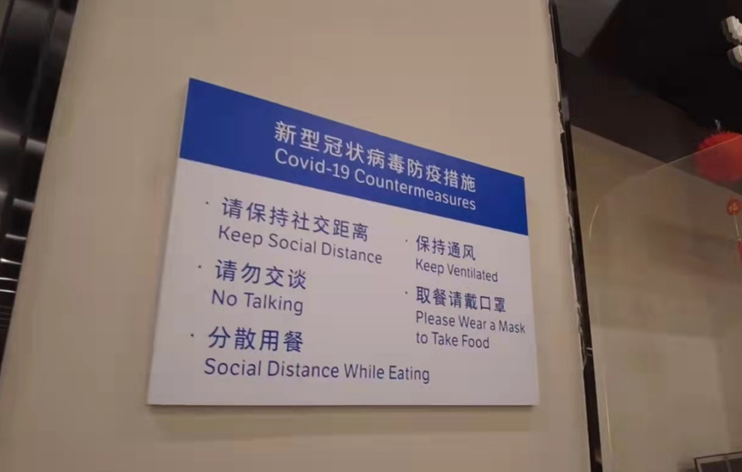 新型冠状病毒防疫措施
Covid-19 Countermeasures
· 请保持社交距离
Keep Social Distance
· 请勿交谈
No Talking
· 分散用餐
Social Distance While Eating
· 保持通风
Keep Ventilated
· 取餐请戴口罩
Please Wear a Mask
to Take Food